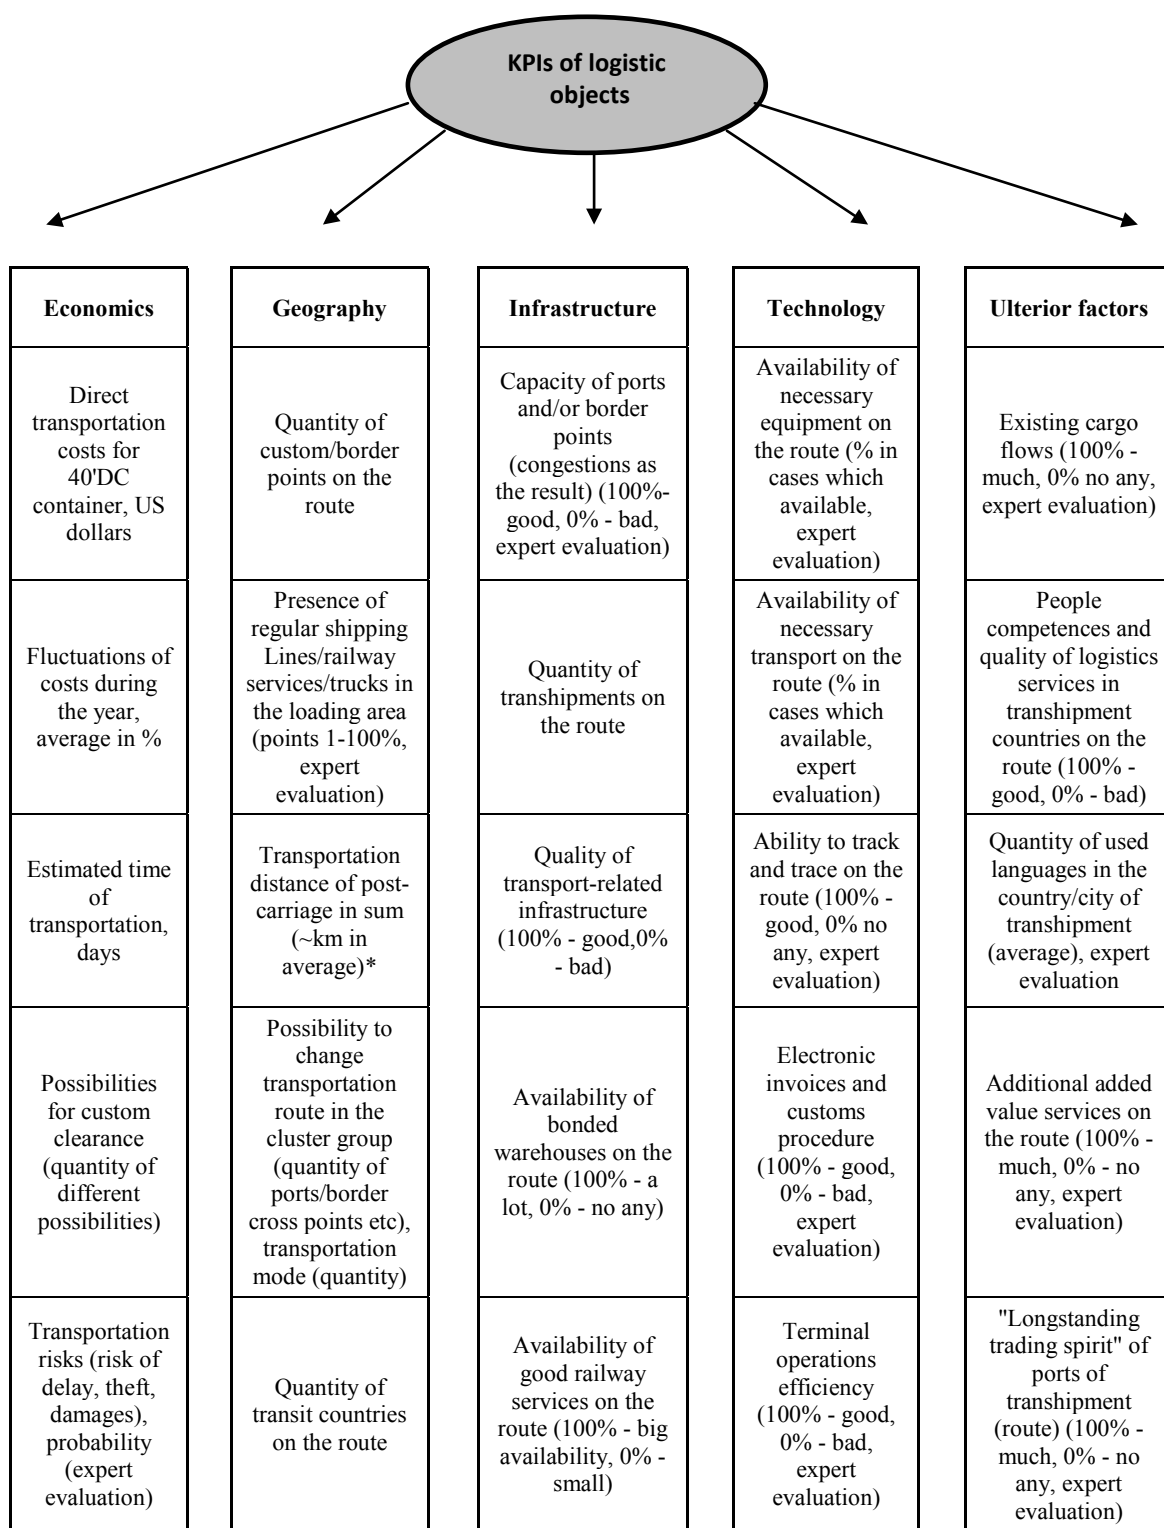 KPIs of logistic
objects
Economics
Direct
transportation
costs for
40'DC
container, US
dollars
Fluctuations of
costs during
the year,
average in %
Estimated time
of
transportation,
days
Possibilities
for custom
clearance
(quantity of
different
possibilities)
Transportation
risks (risk of
delay, theft,
damages),
probability
(expert
evaluation)
Geography
Quantity of
custom/border
points on the
route
Presence of
regular shipping
Lines/railway
services/trucks in
the loading area
(points 1-100%,
expert
evaluation)
Transportation
distance of post-
carriage in sum
(~km in
average)*
Possibility to
change
transportation
route in the
cluster group
(quantity of
ports/border
cross points etc),
transportation
mode (quantity)
Quantity of
transit countries
on the route
Infrastructure
Capacity of ports
and/or border
points
(congestions as
the result) (100%-
good, 0% - bad,
expert evaluation)
Quantity of
transhipments on
the route
Quality of
transport-related
infrastructure
(100% - good,0%
- bad)
Availability of
bonded
warehouses on the
route (100% - a
lot, 0% - no any)
Availability of
good railway
services on the
route (100% - big
availability, 0% -
small)
Technology
Availability of
necessary
equipment on
the route (% in
cases which
available,
expert
evaluation)
Availability of
necessary
transport on the
route (% in
cases which
available,
expert
evaluation)
Ability to track
and trace on the
route (100% -
good, 0% no
any, expert
evaluation)
Electronic
invoices and
customs
procedure
(100% - good,
0% - bad,
expert
evaluation)
Terminal
operations
efficiency
(100% - good,
0% - bad,
expert
evaluation)
Ulterior factors
Existing cargo
flows (100% -
much, 0% no any,
expert evaluation)
People
competences and
quality of logistics
services in
transhipment
countries on the
route (100% -
good, 0% - bad)
Quantity of used
languages in the
country/city of
transhipment
(average), expert
evaluation
Additional added
value services on
the route (100% -
much, 0% - no
any, expert
evaluation)
"Longstanding
trading spirit" of
ports of
transhipment
(route) (100% -
much, 0% - no
any, expert
evaluation)